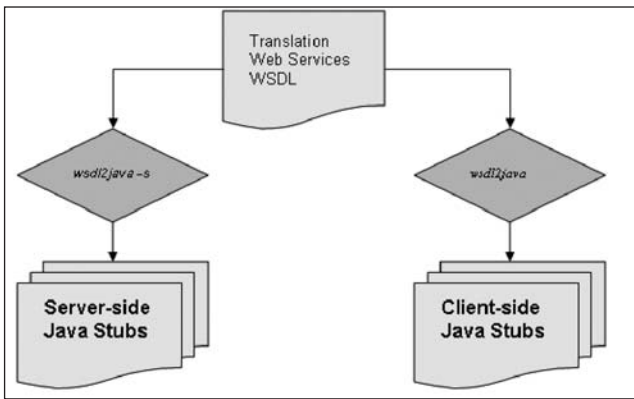 Translation
Web Services
WSDL
wsdl2java -s
wsdl2java
Server-side
Java Stubs
Client-side
Java Stubs